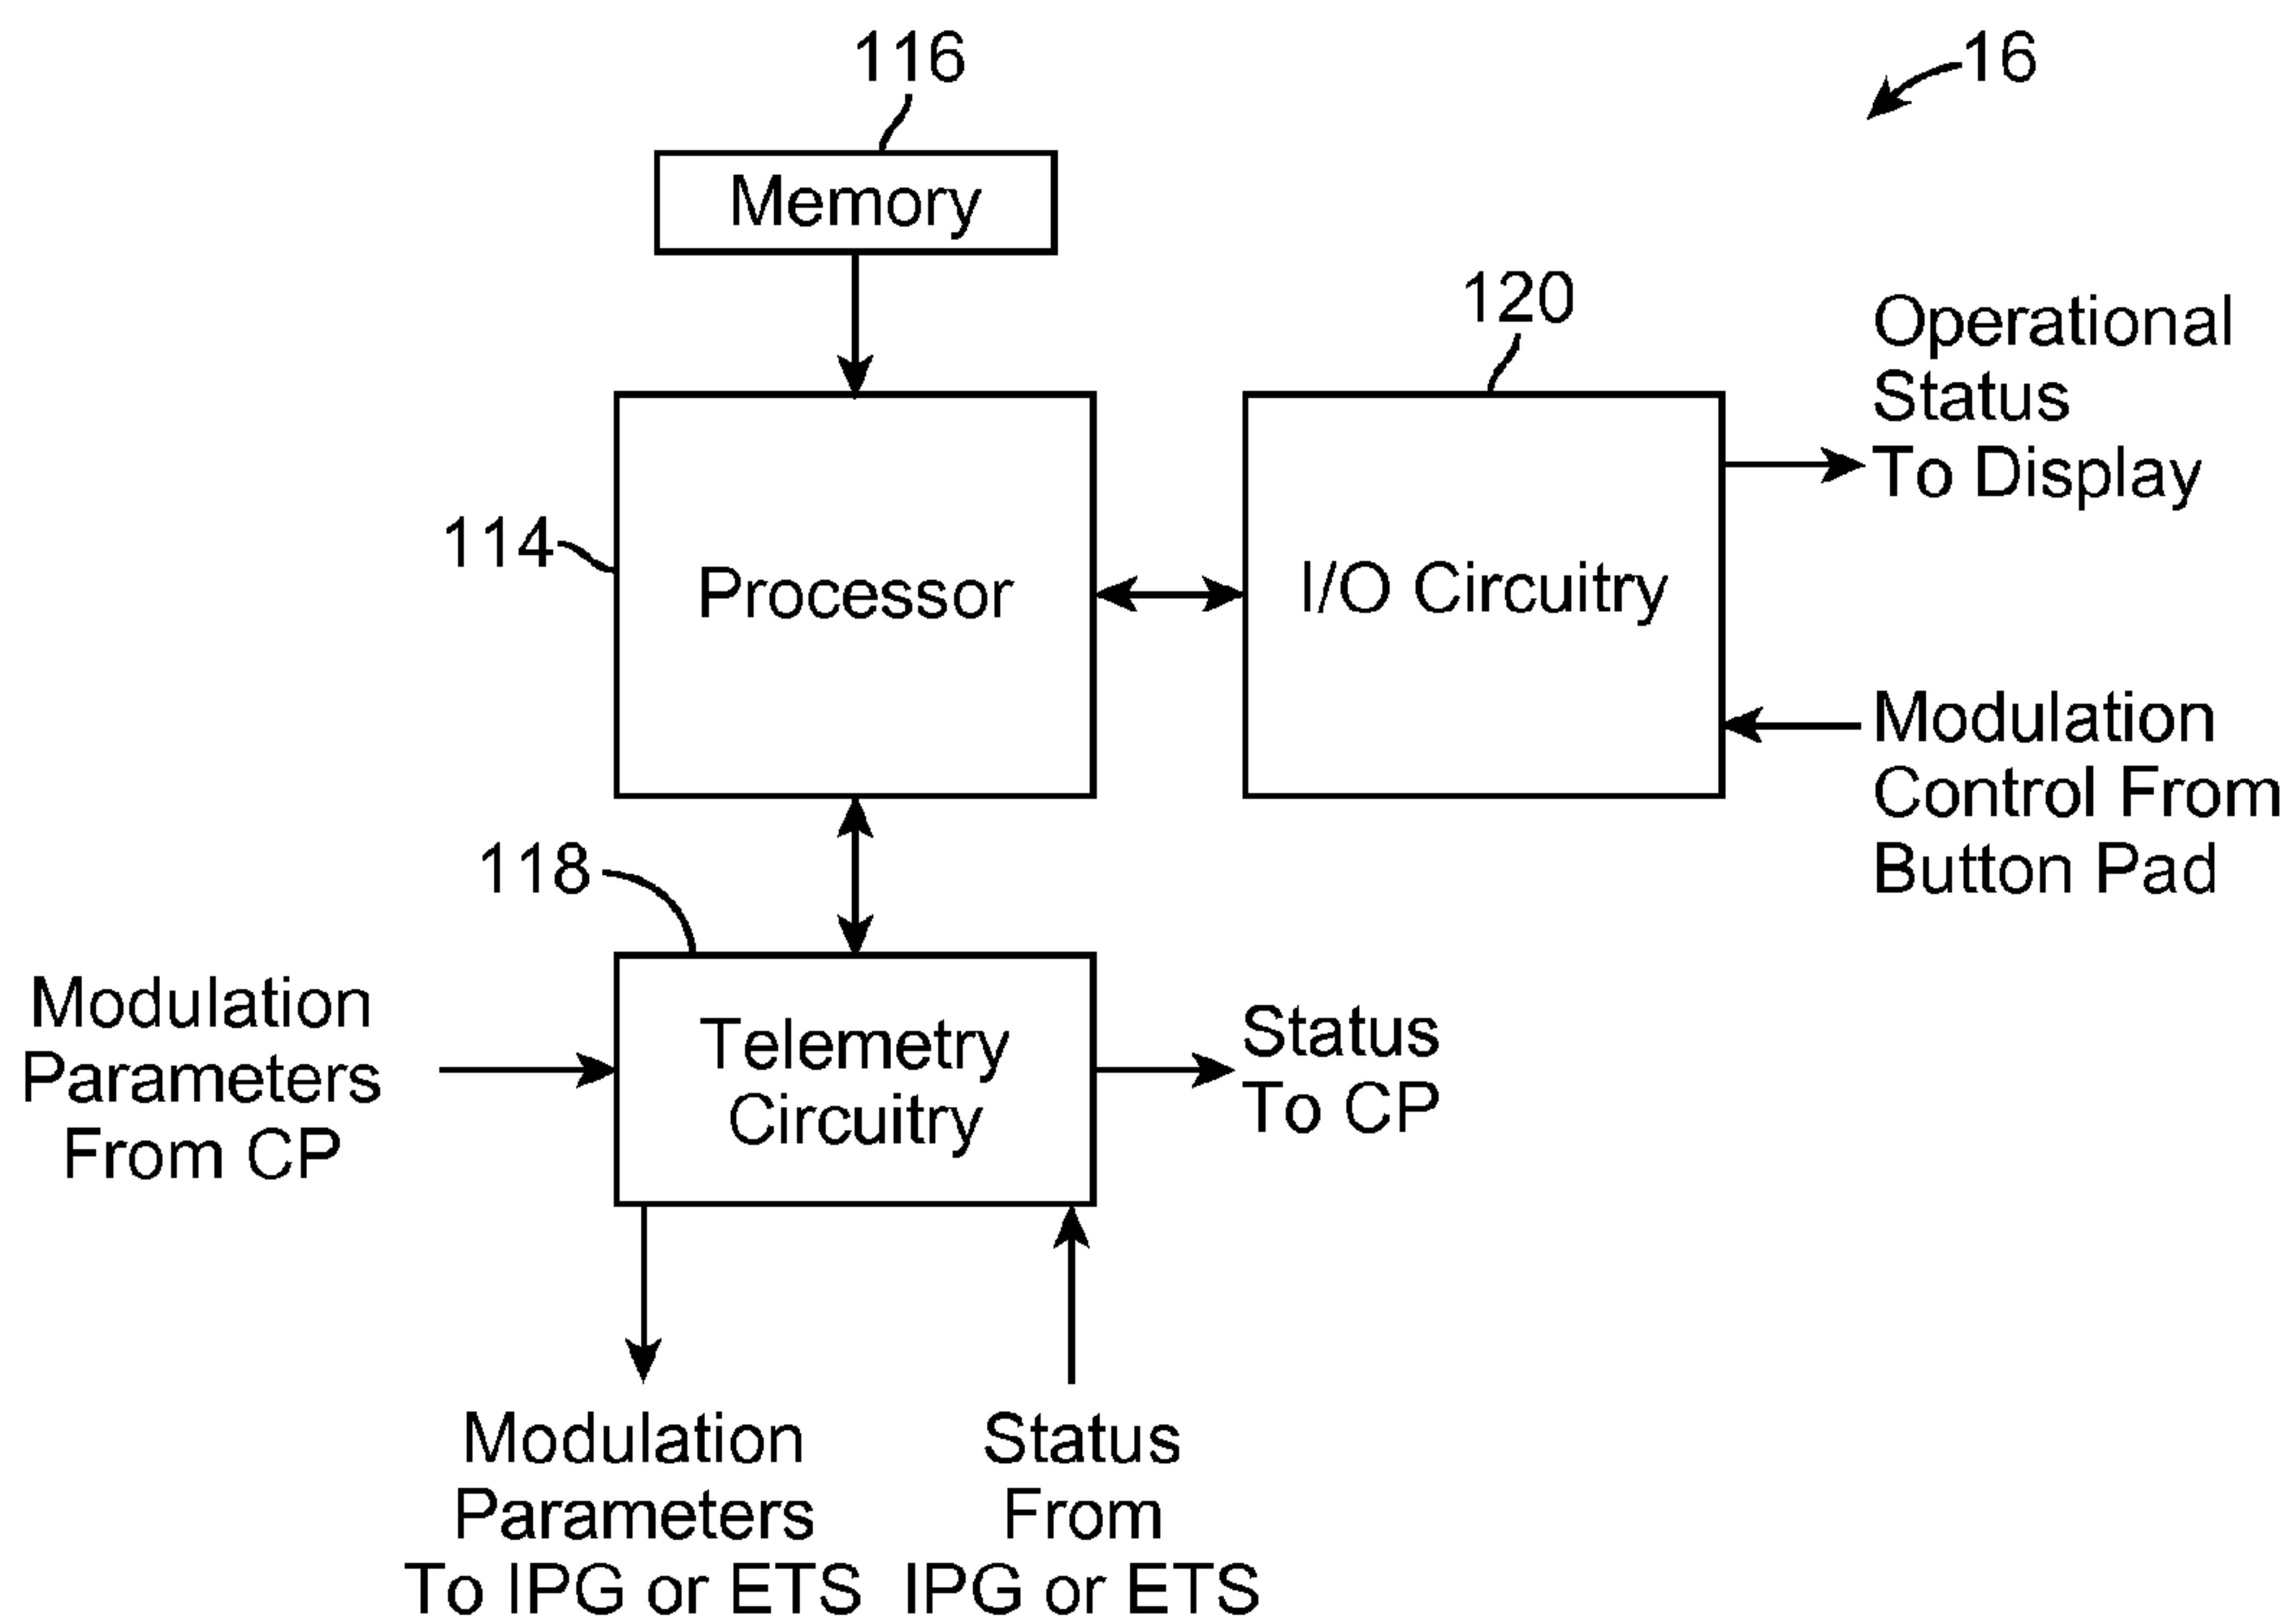 116
16
Memory
120
Operational
Status
To Display
114
Processor
I/O Circuitry
Modulation
Control From
Button Pad
118
Modulation
Parameters
From CP
Telemetry
Circuitry
Status
To CP
Modulation
Parameters
To IPG or ETS
Status
From
IPG or ETS